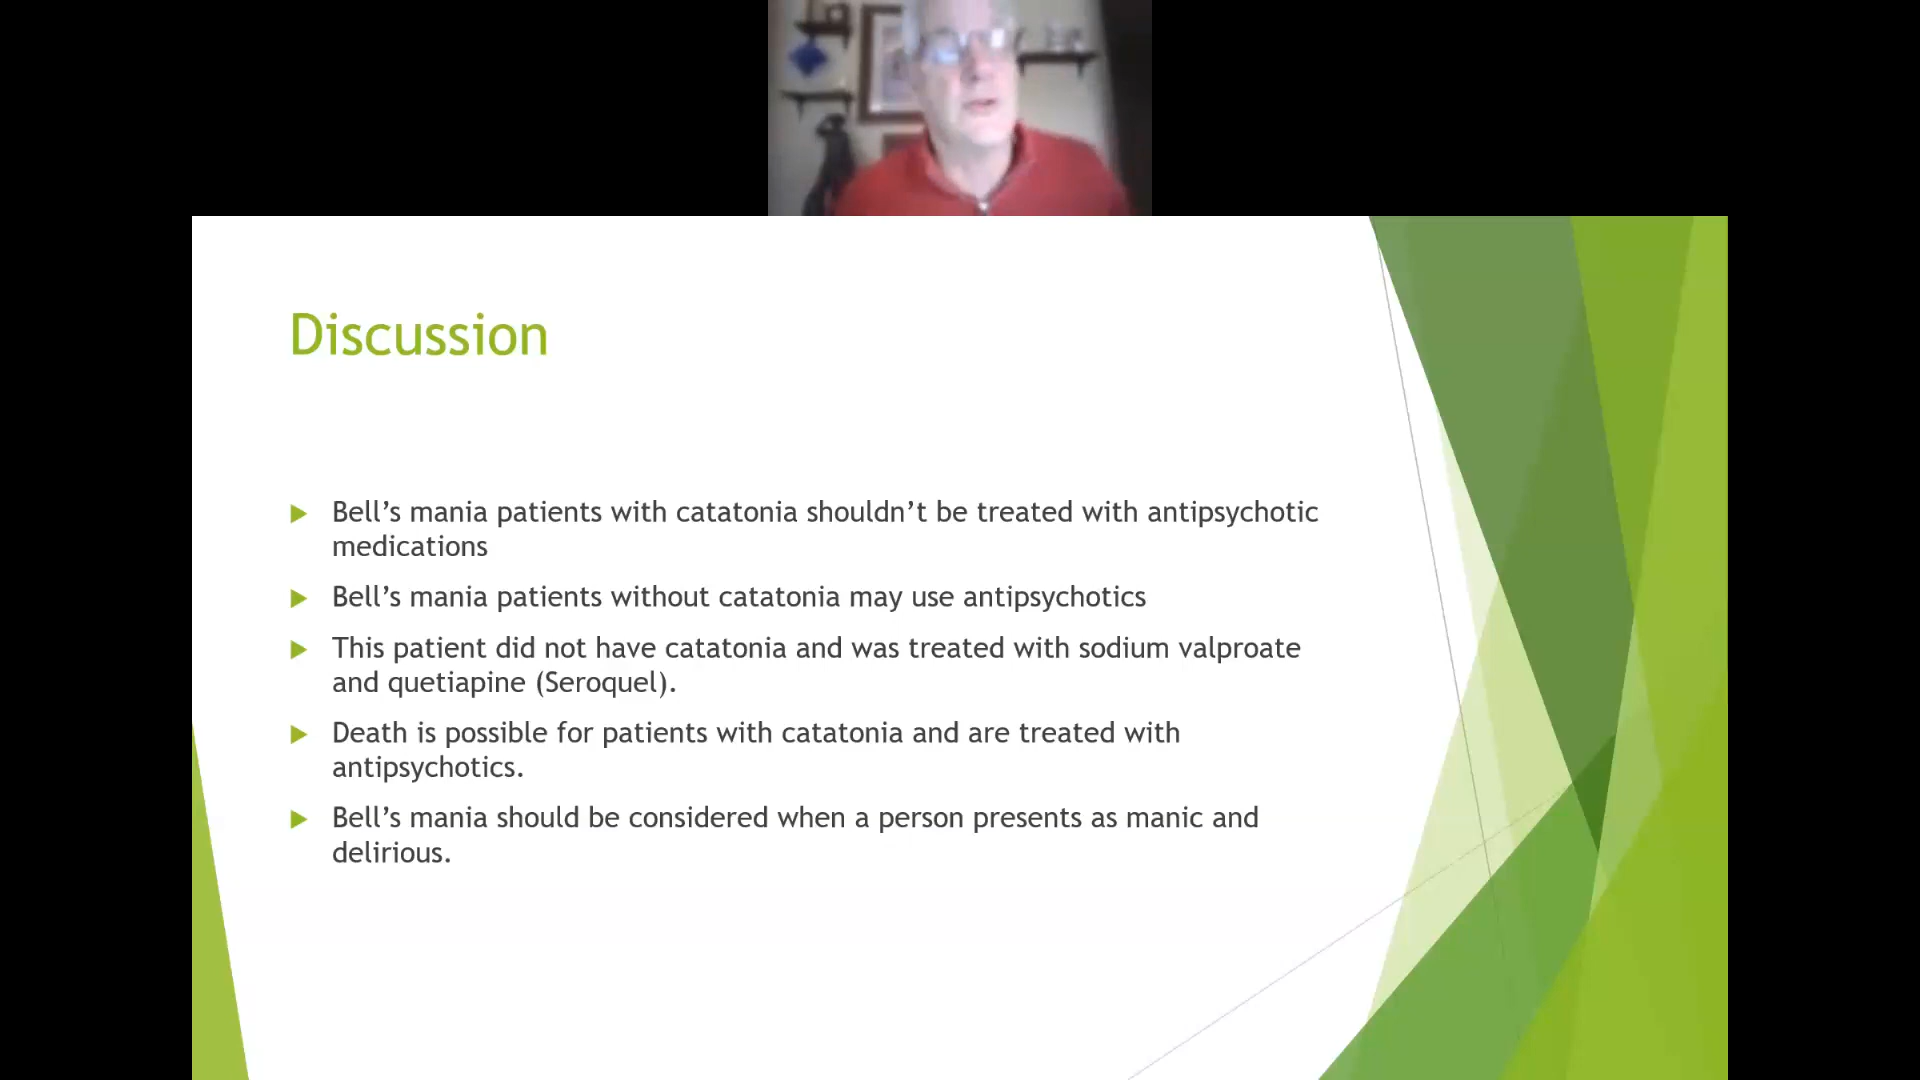 Discussion
Bell’s mania patients with catatonia shouldn’t be treated with antipsychotic
medications
Bell’s mania patients without catatonia may use antipsychotics
This patient did not have catatonia and was treated with sodium valproate
and quetiapine (Seroquel).
Death is possible for patients with catatonia and are treated with
antipsychotics.
Bell’s mania should be considered when a person presents as manic and
delirious.